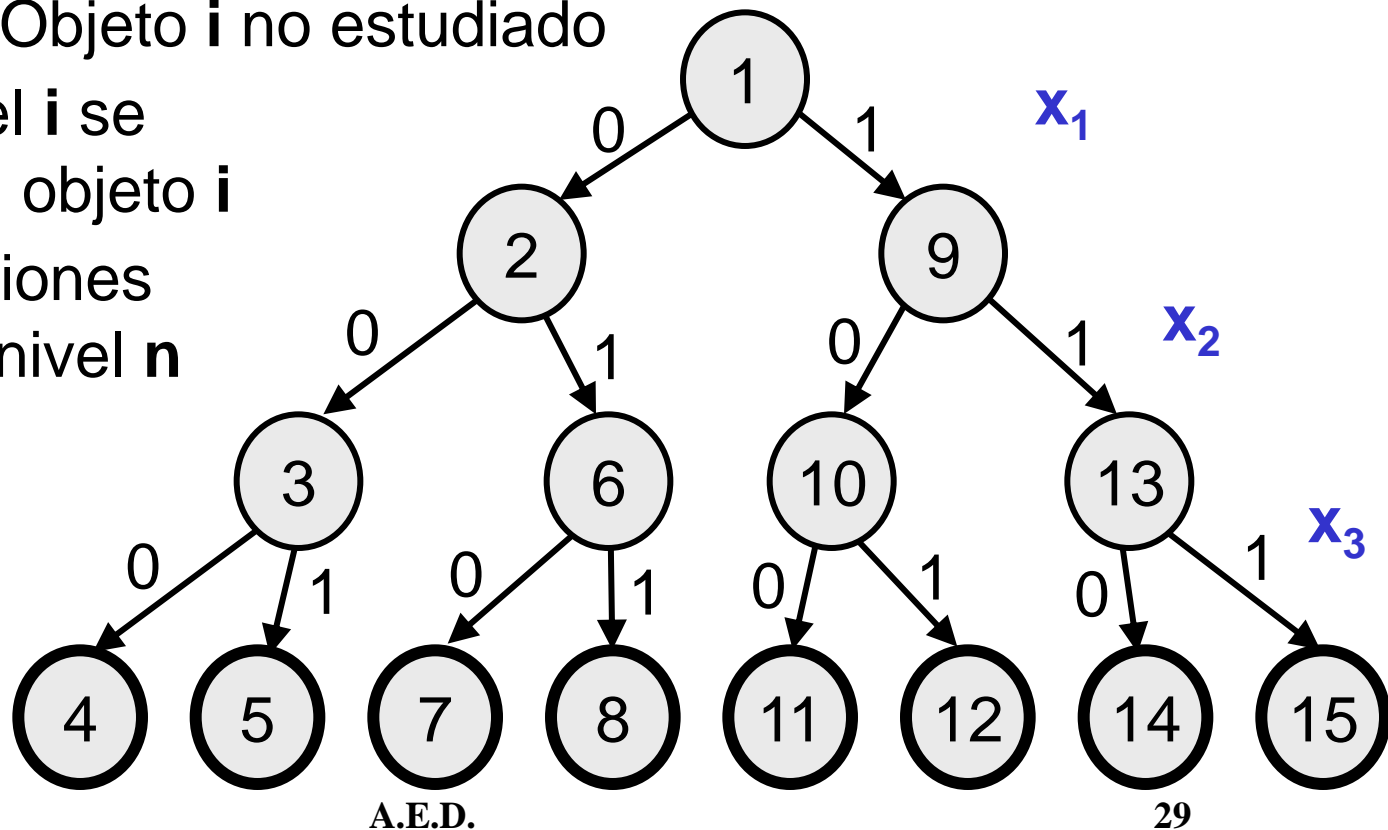 Objeto i no estudiado
el i se
objeto i
iones
nivel n
1
0 1 x1
2 9
0 1 0 1 x2
3 6 10 13
0 1 0 1 0 1 0 1 x3
4 5 7 8 11 12 14 15
A.E.D. 29